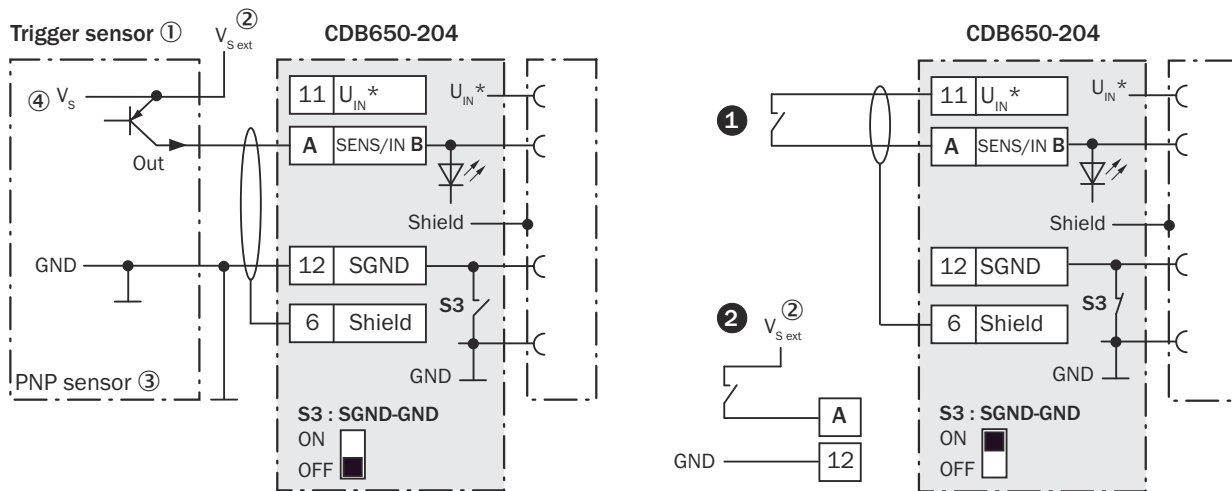 Trigger sensor ①
V S ext ②
CDB650-204
④ V S
11 U IN *
U IN *
A SENS/IN B
Out
Shield
GND
12 SGND
S3
6 Shield
GND
PNP sensor ③
S3 : SGND-GND
ON
OFF
CDB650-204
❶
11 U IN *
U IN *
A SENS/IN B
Shield
12 SGND
S3
6 Shield
GND
❷ V S ext ②
A
GND
12
S3 : SGND-GND
ON
OFF